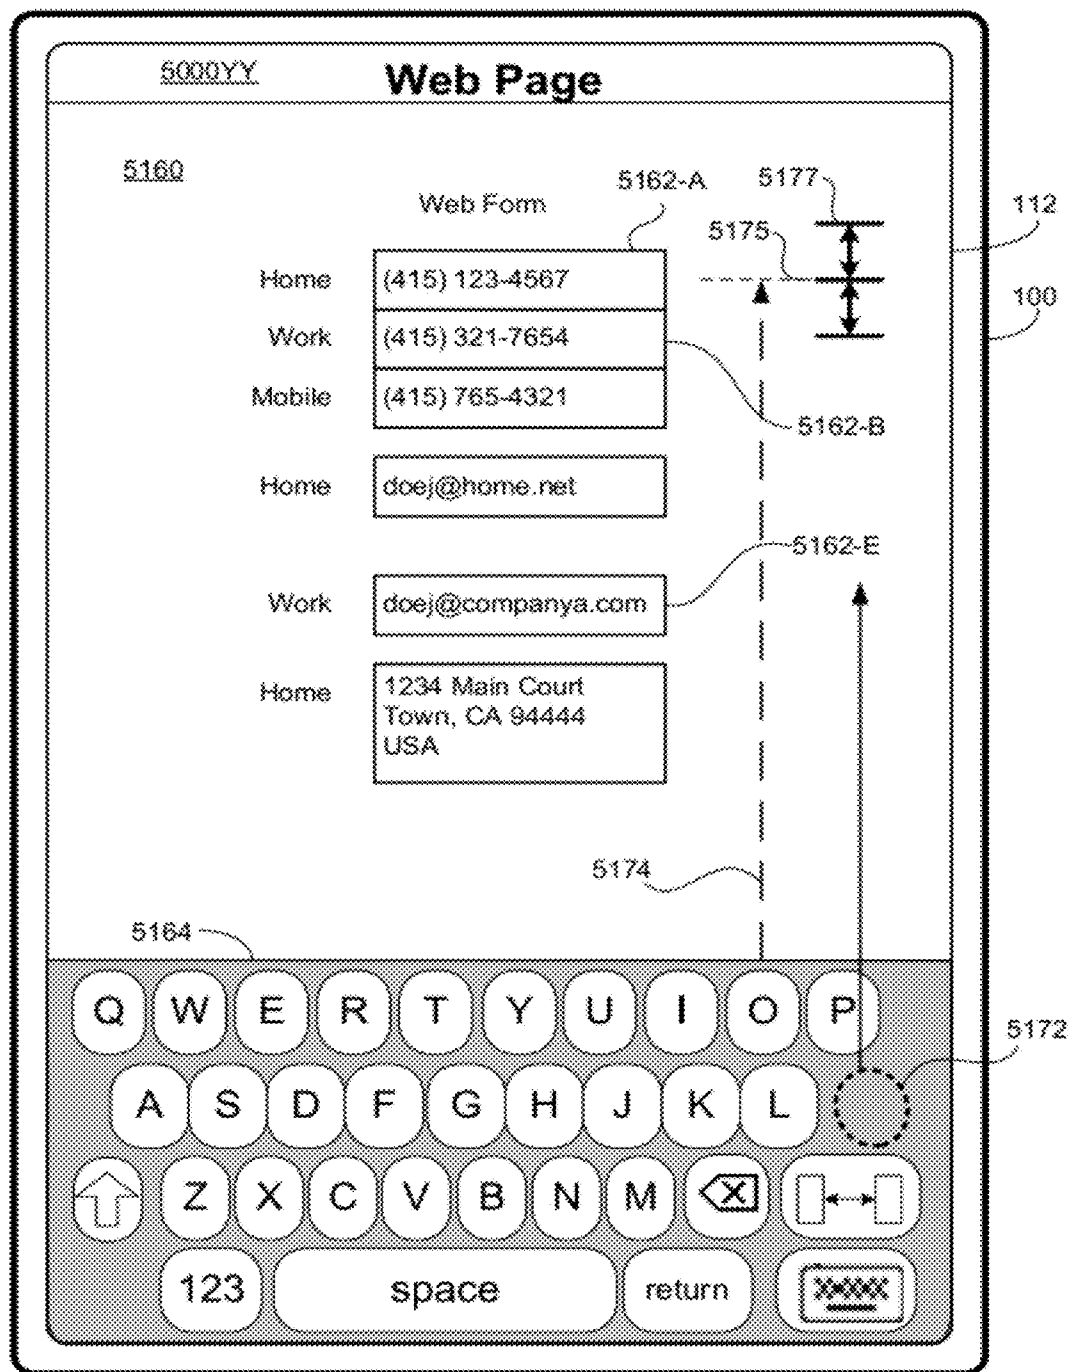 5000YY Web Page
5160
Web Form
5162-A
5177
112
5175
100
Home (415) 123-4567
Work (415) 321-7654
Mobile (415) 765-4321
5162-B
Home doej@home.net
5162-E
Work doej@companya.com
Home 1234 Main Court
Town, CA 94444
USA
5174
5164
Q W E R T Y U I O P
5172
A S D F G H J K L
Z X C V B N M
123 space return